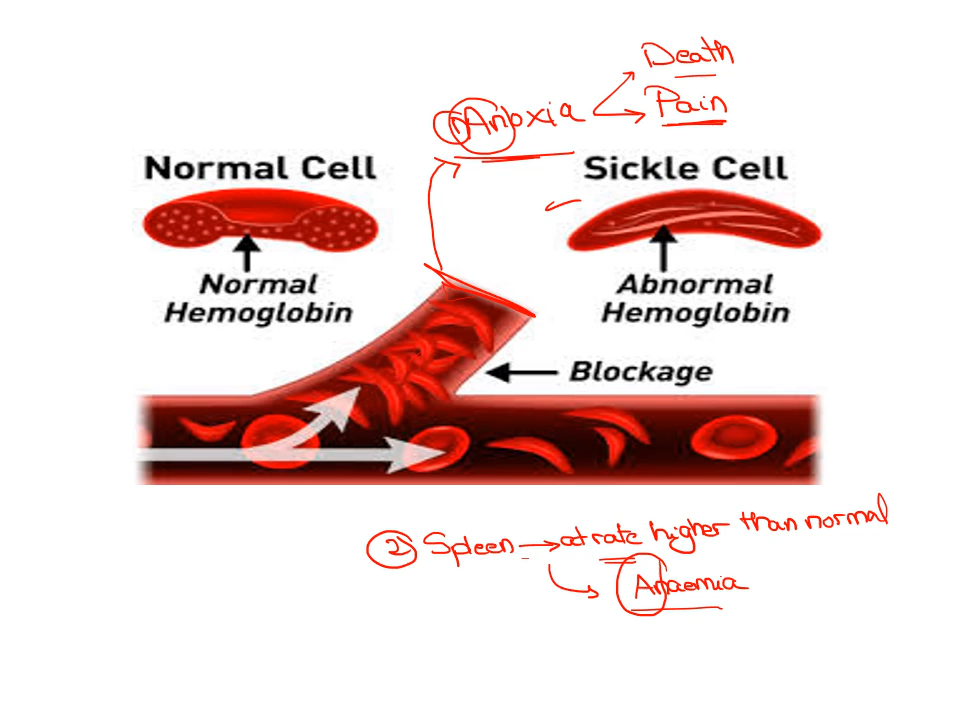 Death
① Anoxia
Pain
Normal Cell
Sickle Cell
Normal
Hemoglobin
Abnormal
Hemoglobin
Blockage
② Spleen → at rate higher than normal
Anaemia